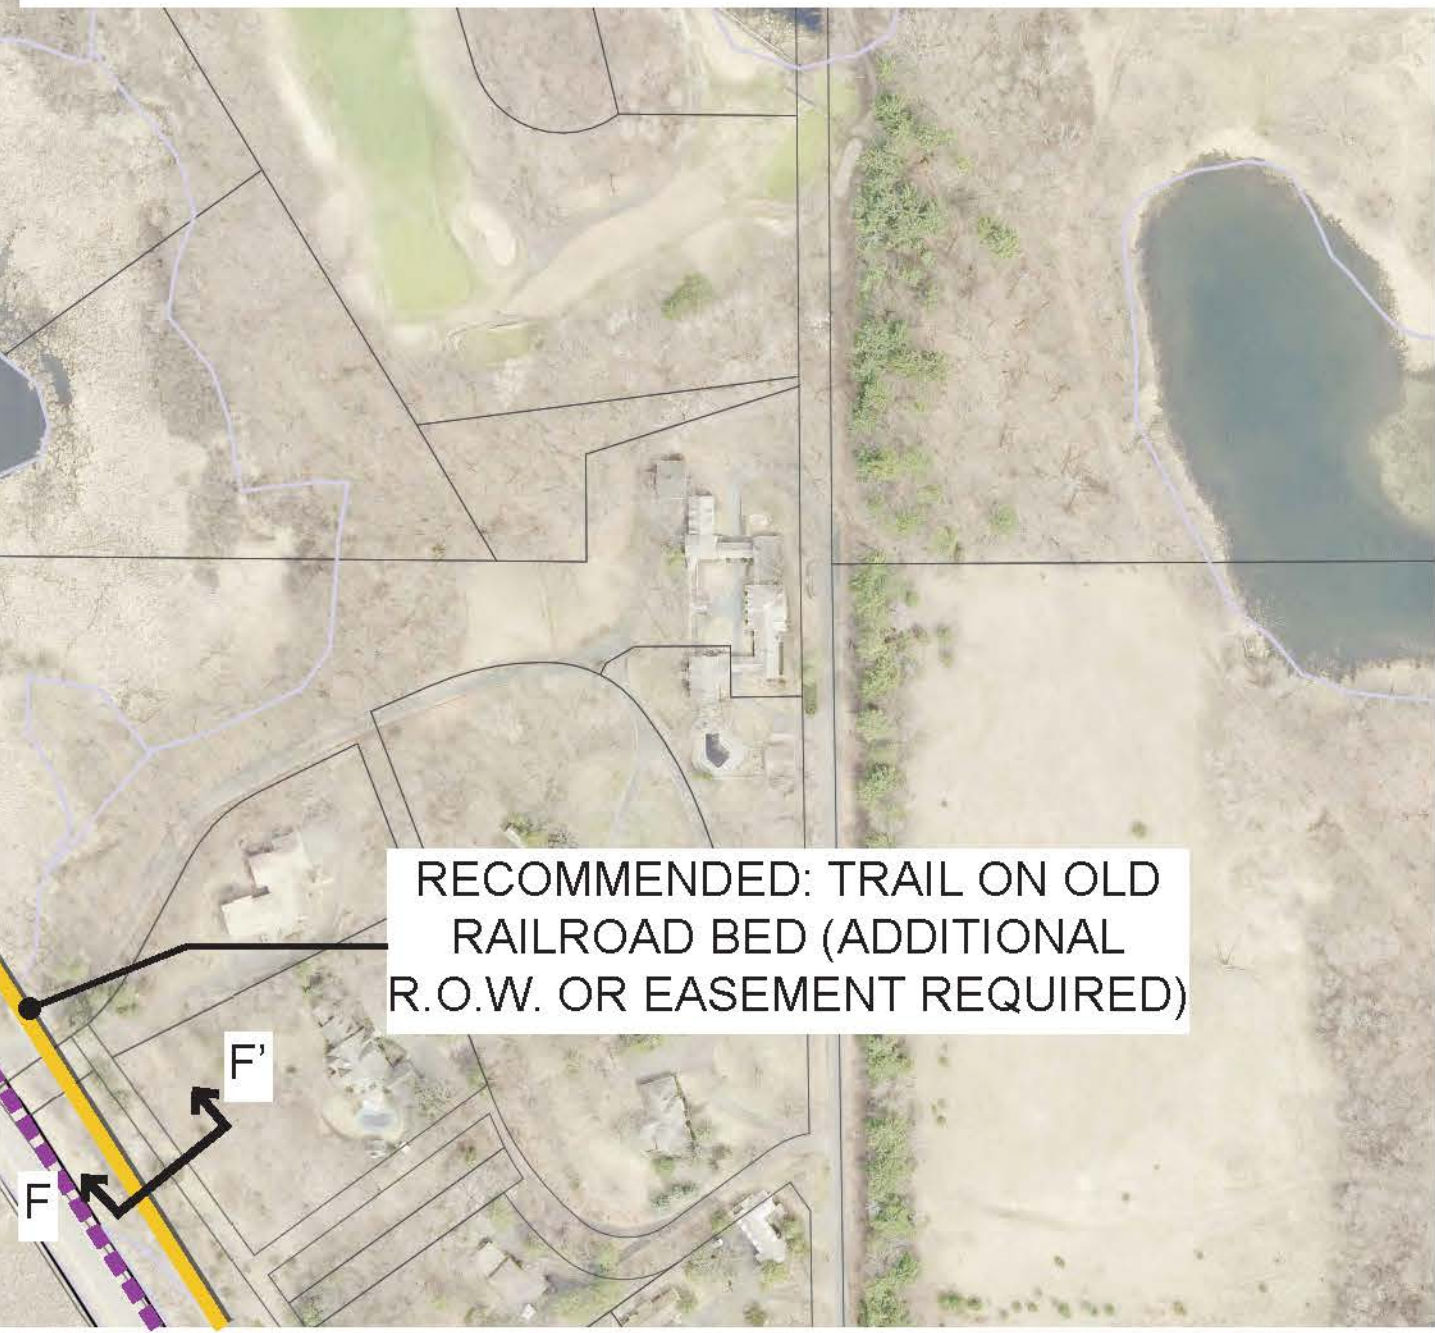 RECOMMENDED: TRAIL ON OLD
RAILROAD BED (ADDITIONAL
R.O.W. OR EASEMENT REQUIRED)
F'
F